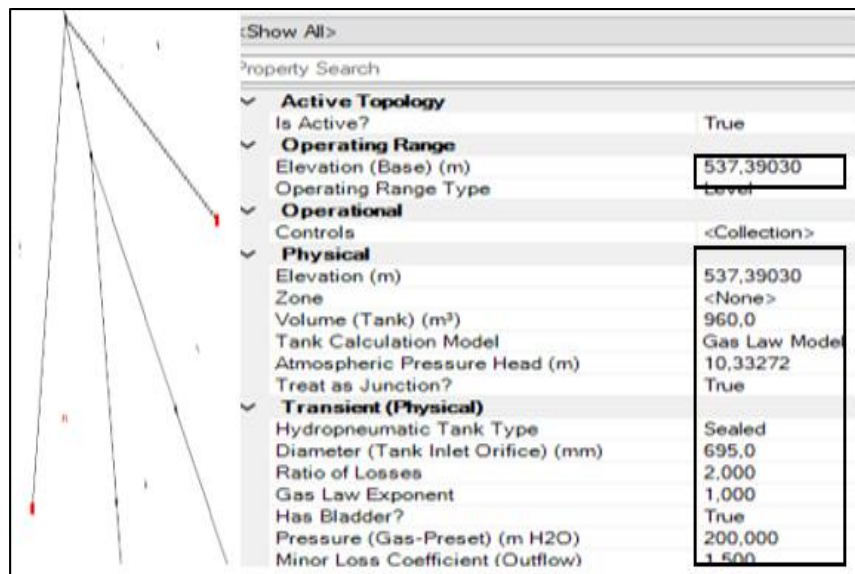 <Show All>
Property Search
Active Topology
Is Active? True
Operating Range
Elevation (Base) (m) 537,39030
Operating Range Type Level
Operational
Controls <Collection>
Physical
Elevation (m) 537,39030
Zone <None>
Volume (Tank) (m³) 960,0
Tank Calculation Model Gas Law Model
Atmospheric Pressure Head (m) 10,33272
Treat as Junction? True
Transient (Physical)
Hydropneumatic Tank Type Sealed
Diameter (Tank Inlet Orifice) (mm) 695,0
Ratio of Losses 2,000
Gas Law Exponent 1,000
Has Bladder? True
Pressure (Gas-Preset) (m H2O) 200,000
Minor Loss Coefficient (Outflow) 1,500